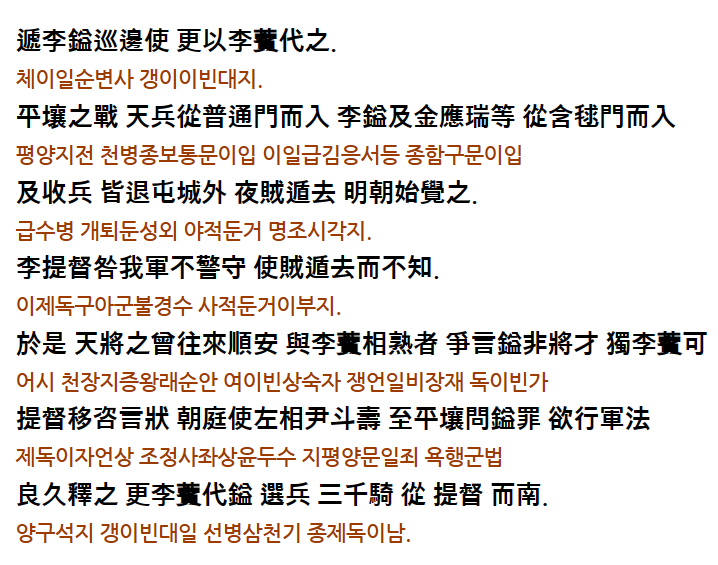 遞李鎰巡邊使 更以李薲代之.
체이일순변사 갱이이빈대지.
平壤之戰 天兵從普通門而入 李鎰及金應瑞等 從含毬門而入
평양지전 천병종보통문이입 이일급김응서등 종함구문이입
及收兵 皆退屯城外 夜賊遁去 明朝始覺之.
급수병 개퇴둔성외 야적둔거 명조시각지.
李提督咎我軍不警守 使賊遁去而不知.
이제독구아군불경수 사적둔거이부지.
於是 天將之曾往來順安 與李薲相熟者 爭言鎰非將才 獨李薲可
어시 천장지증왕래순안 여이빈상숙자 쟁언일비장재 독이빈가
提督移咨言狀 朝庭使左相尹斗壽 至平壤問鎰罪 欲行軍法
제독이자언상 조정사좌상윤두수 지평양문일죄 욕행군법
良久釋之 更李薲代鎰 選兵 三千騎 從 提督 而南.
양구석지 갱이빈대일 선병삼천기 종제독이남.